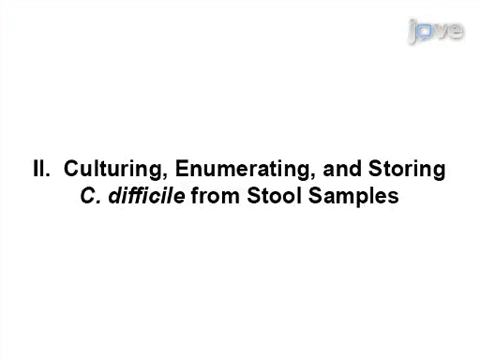 jove
II. Culturing, Enumerating, and Storing
C. difficile from Stool Samples